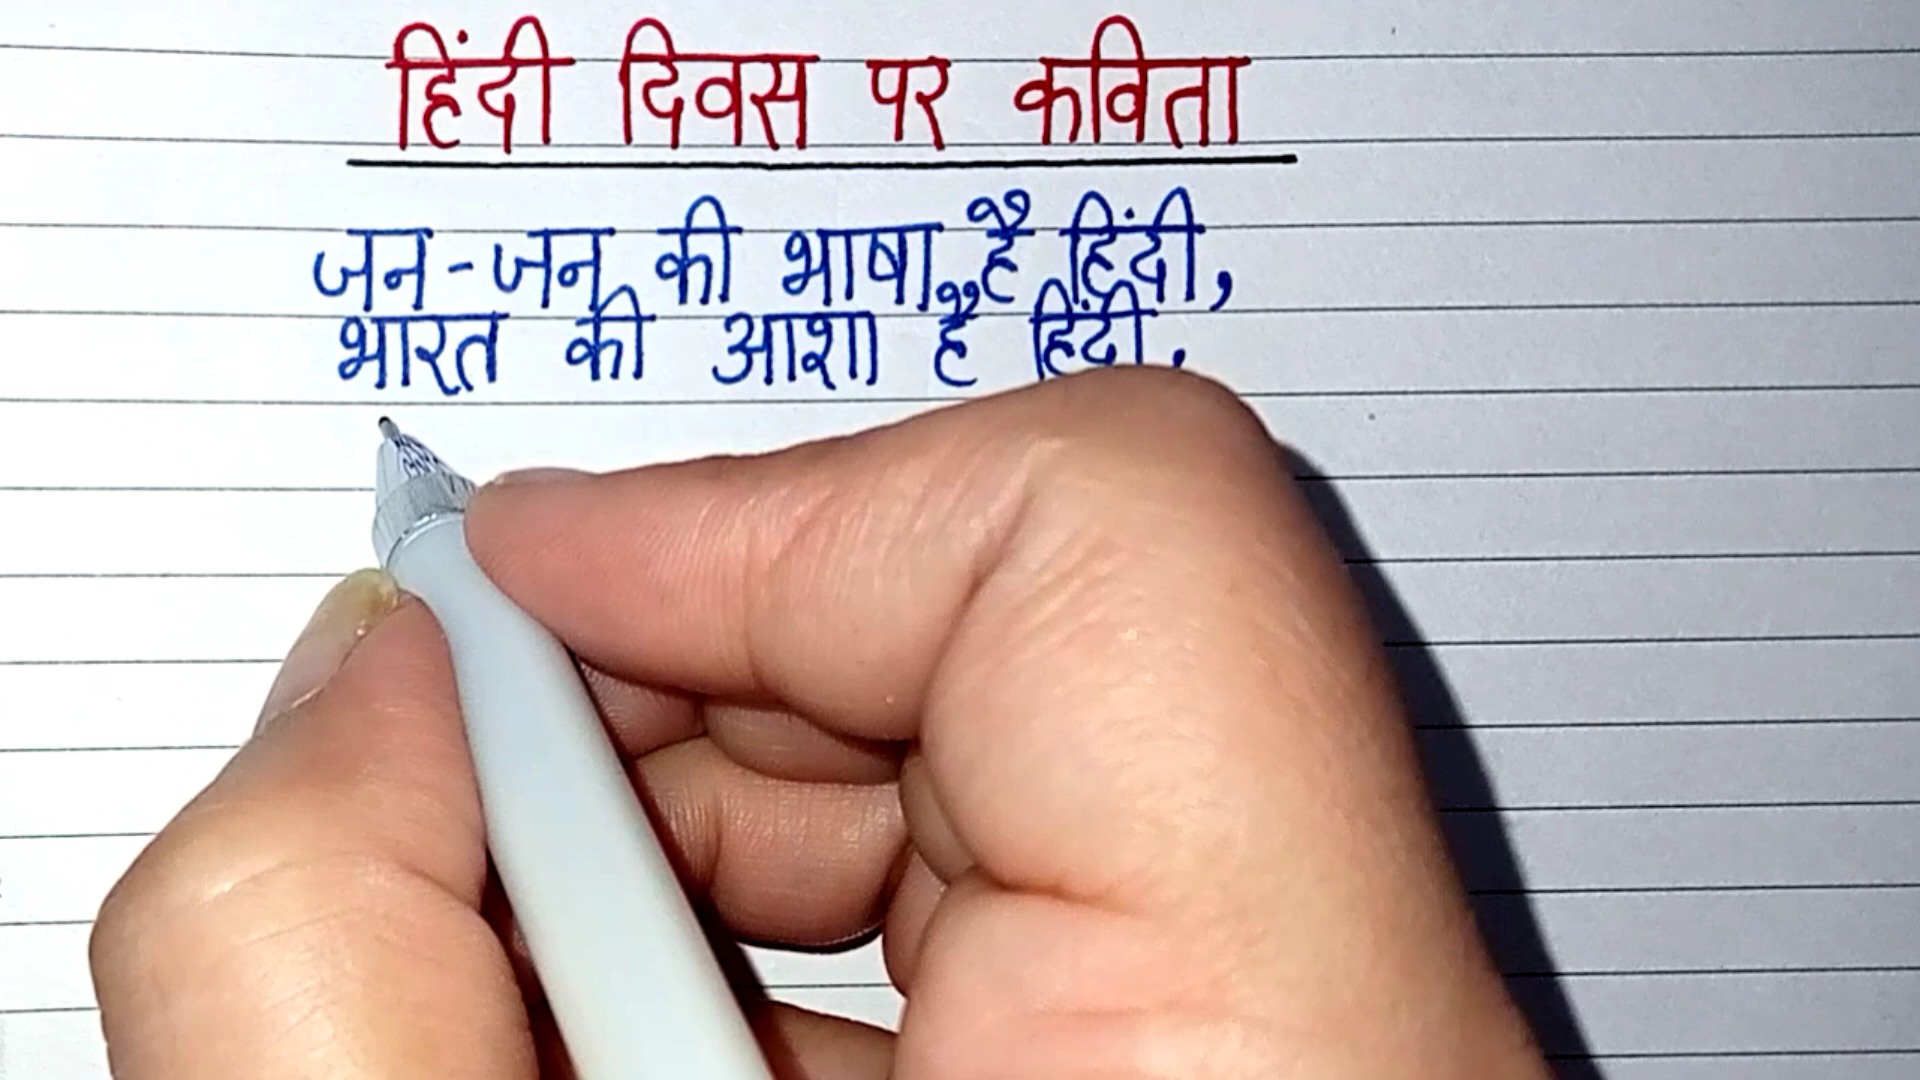 हिंदी दिवस पर कविता
जन-जन की भाषा है हिंदी,
भारत की आशा है हिंदी.